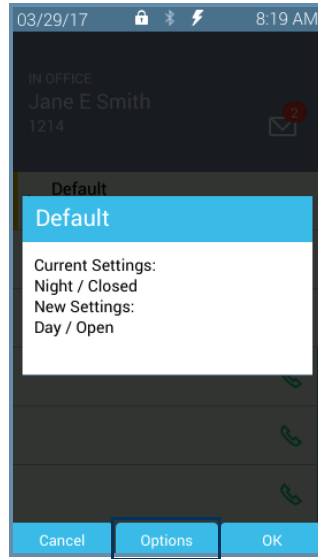 03/29/17 8:19 AM
IN OFFICE
Jane E Smith
1214
2
Default
Default
Current Settings:
Night / Closed
New Settings:
Day / Open
Cancel Options OK